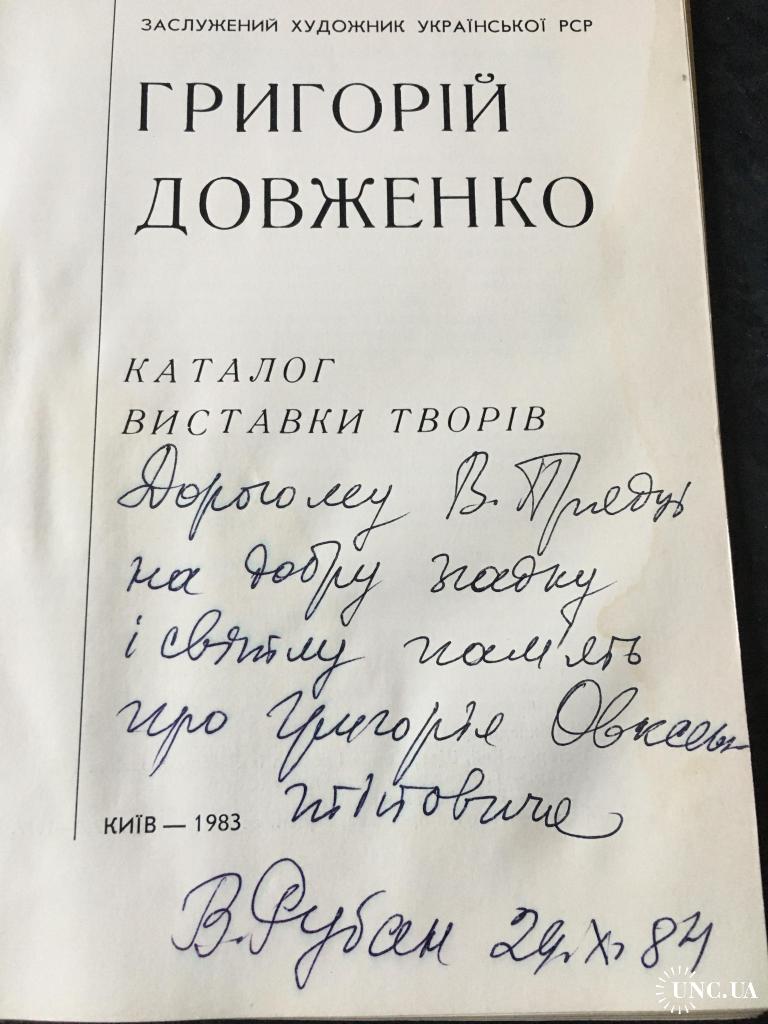 ЗАСЛУЖЕНИЙ ХУДОЖНИК УКРАЇНСЬКОЇ РСР
ГРИГОРІЙ
ДОВЖЕНКО
КАТАЛОГ
ВИСТАВКИ ТВОРІВ
Дорогому В. Прядці
на добру згадку
і світлу пам'ять
про Григорія Овксен-
тійовича
КИЇВ — 1983
В. Рубан 29.X.84
UNC.UA